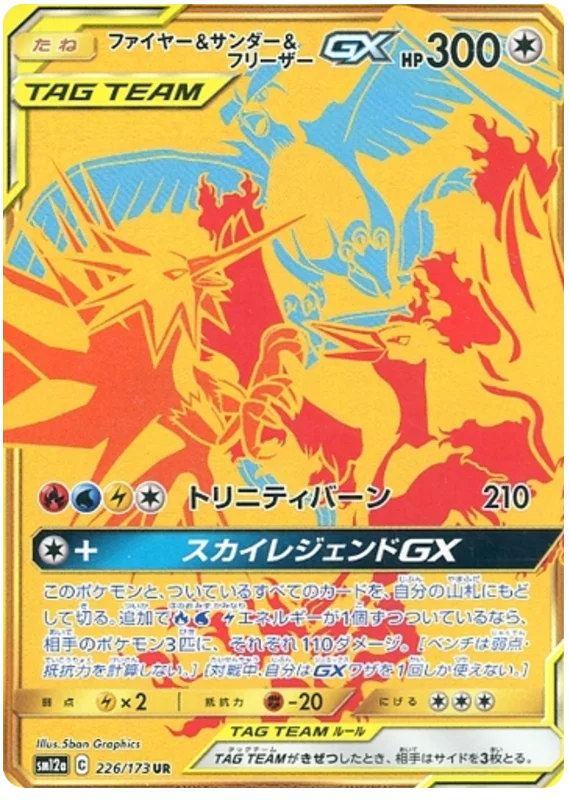 たね
ファイヤー&サンダー&
フリーザー
GX
HP300
TAG TEAM
トリニティバーン 210
+ スカイレジェンドGX
このポケモンと、ついているすべてのカードを、自分の山札にもど
して切る。追加で エネルギーが1個ずつついているなら、
相手のポケモン3匹に、それぞれ110ダメージ。[ベンチは弱点・
抵抗力を計算しない。] [対戦中、自分はGXワザを1回しか使えない。]
弱点 ×2 抵抗力 -20 にげる
TAG TEAM ルール
Illus.5ban Graphics
TAG TEAMがきぜつしたとき、相手はサイドを3枚とる。
sm12a C 226/173 UR